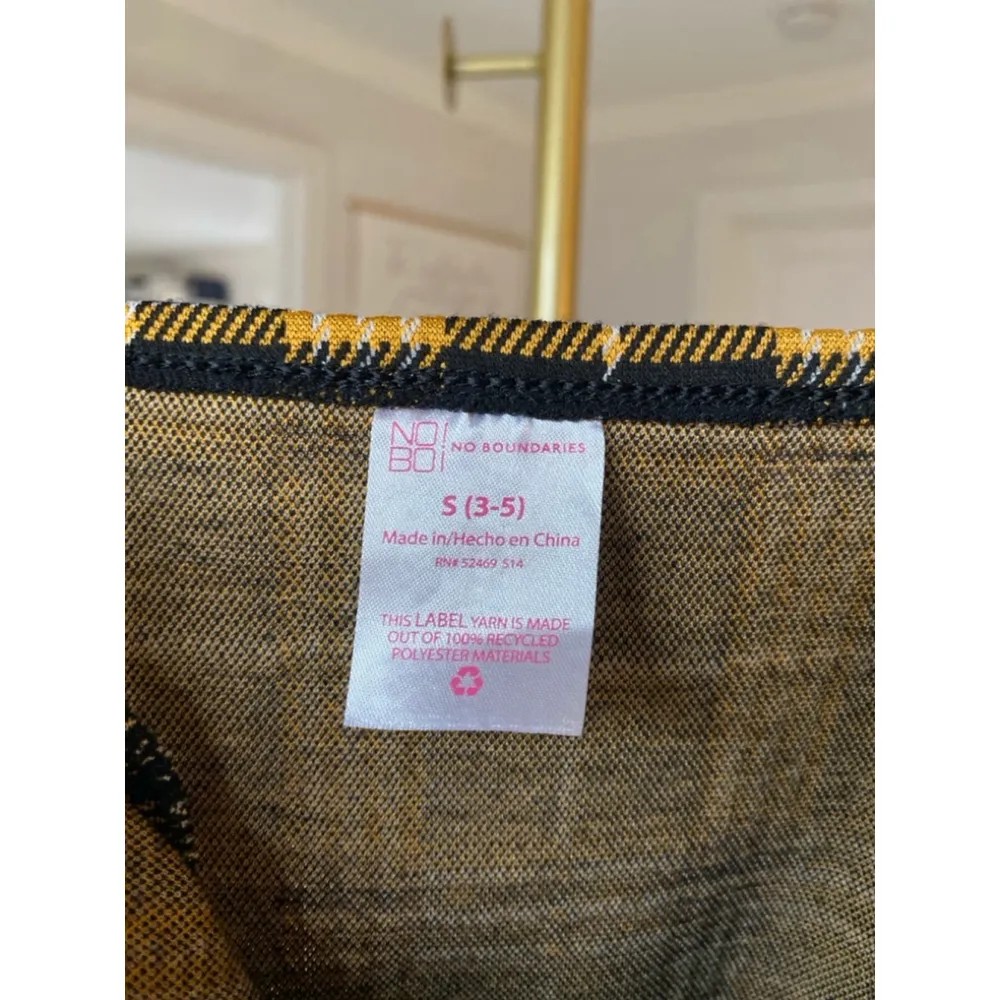 NO!
BO¡
NO BOUNDARIES
S (3-5)
Made in/Hecho en China
RN# 52469 S14
THIS LABEL YARN IS MADE
OUT OF 100% RECYCLED
POLYESTER MATERIALS